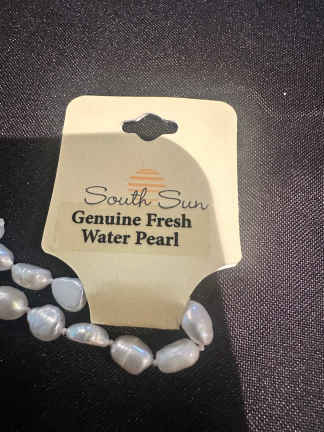 South Sun
Genuine Fresh
Water Pearl